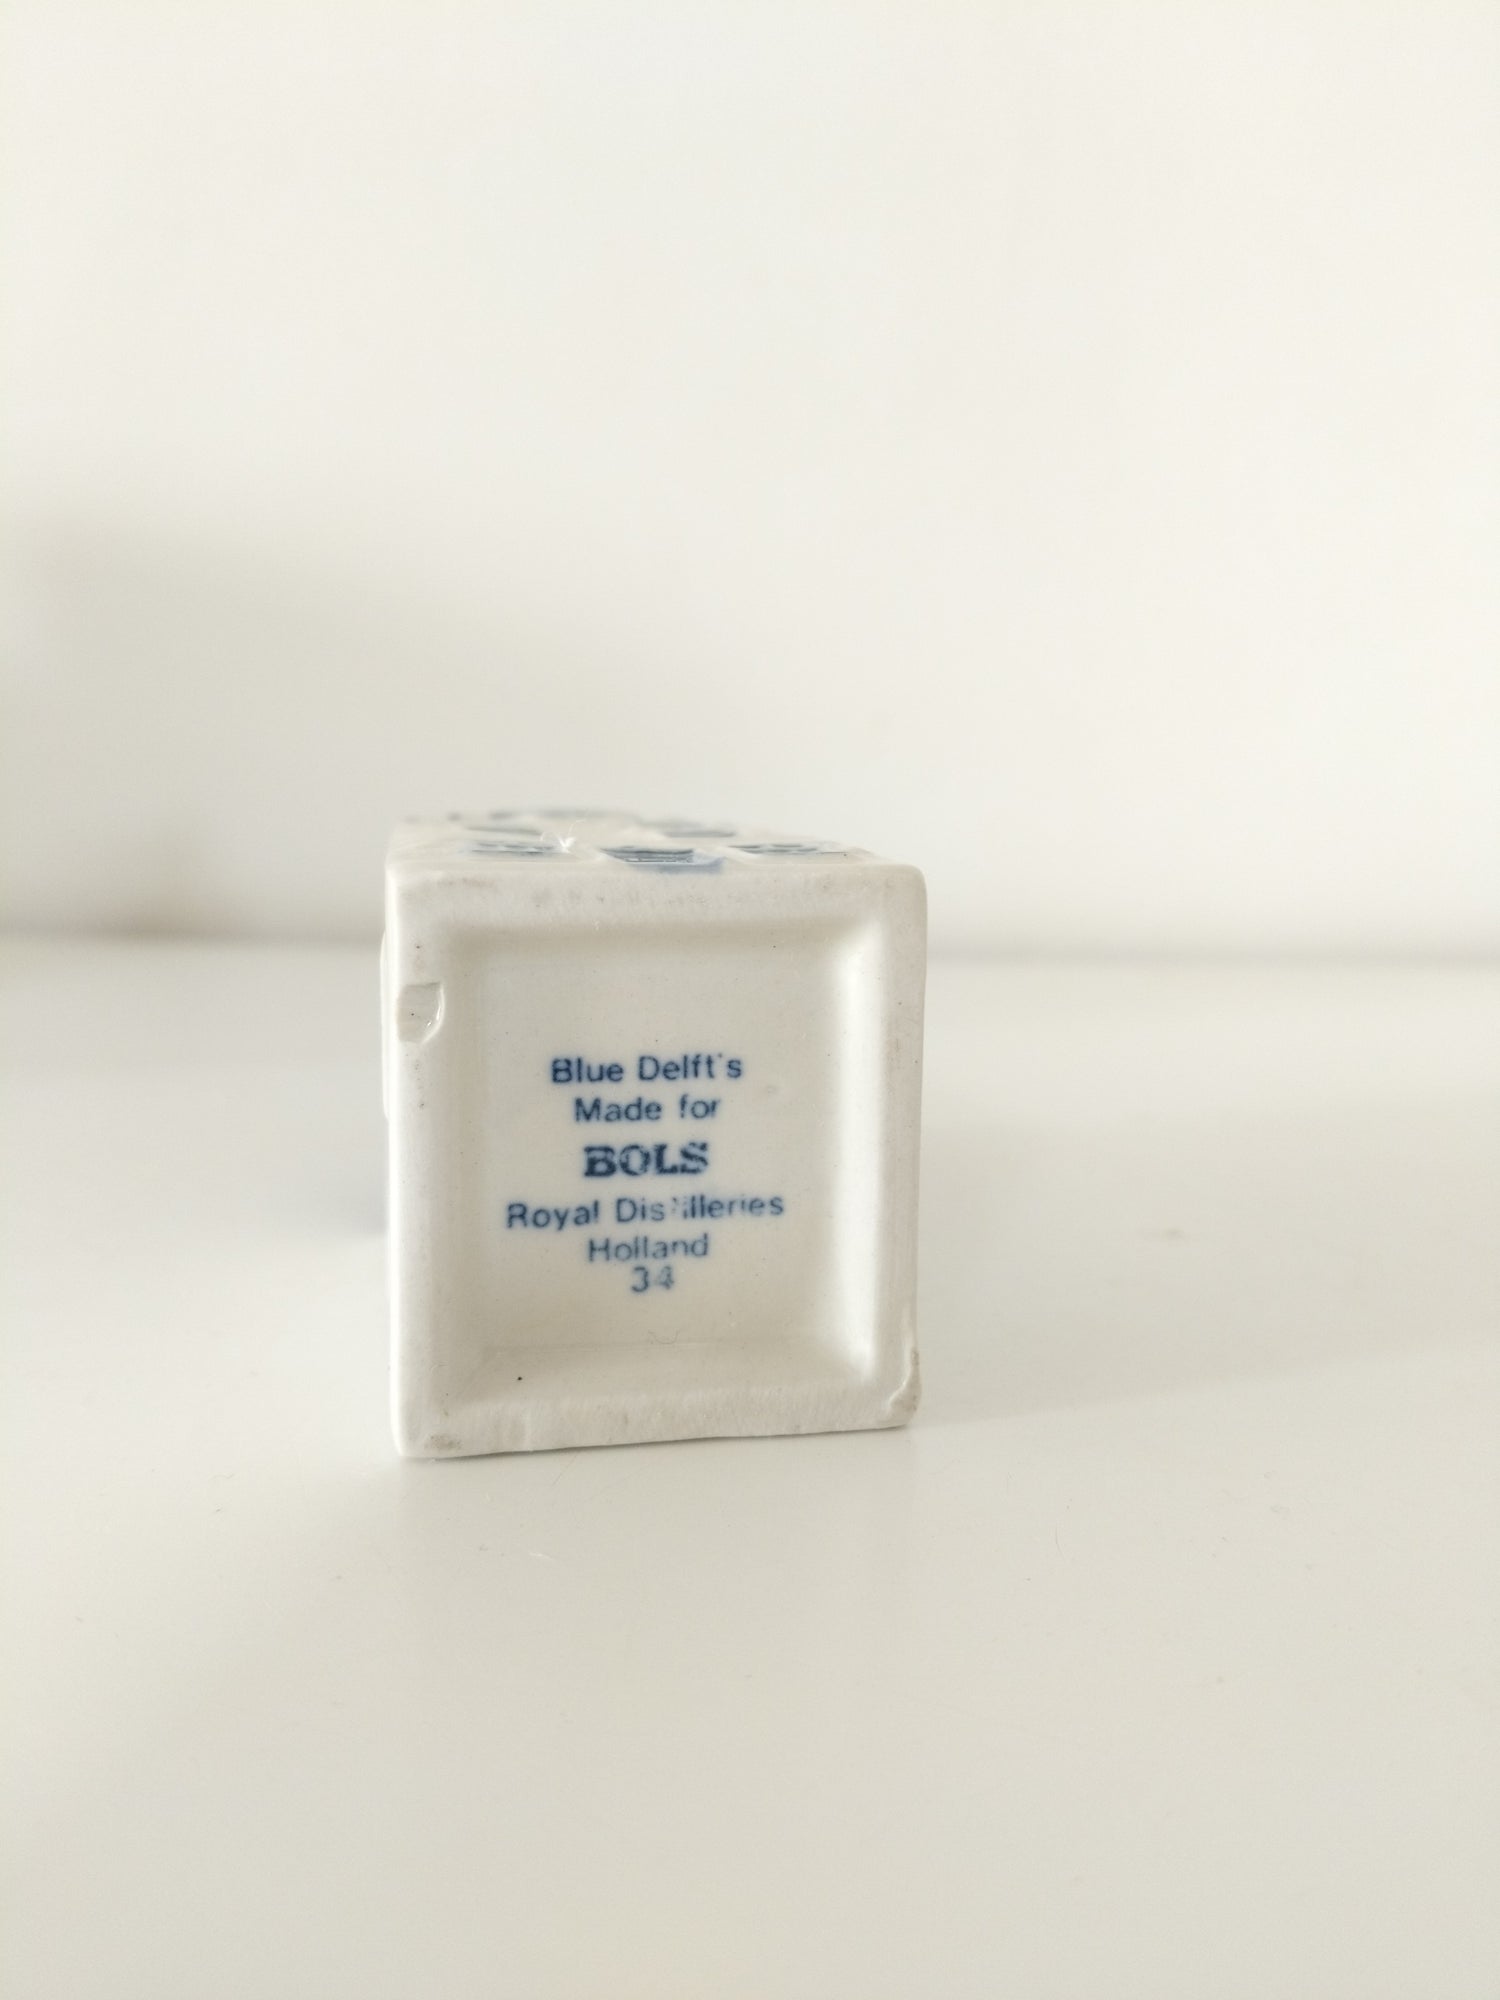 Blue Delft's
Made for
BOLS
Royal Distilleries
Holland
34